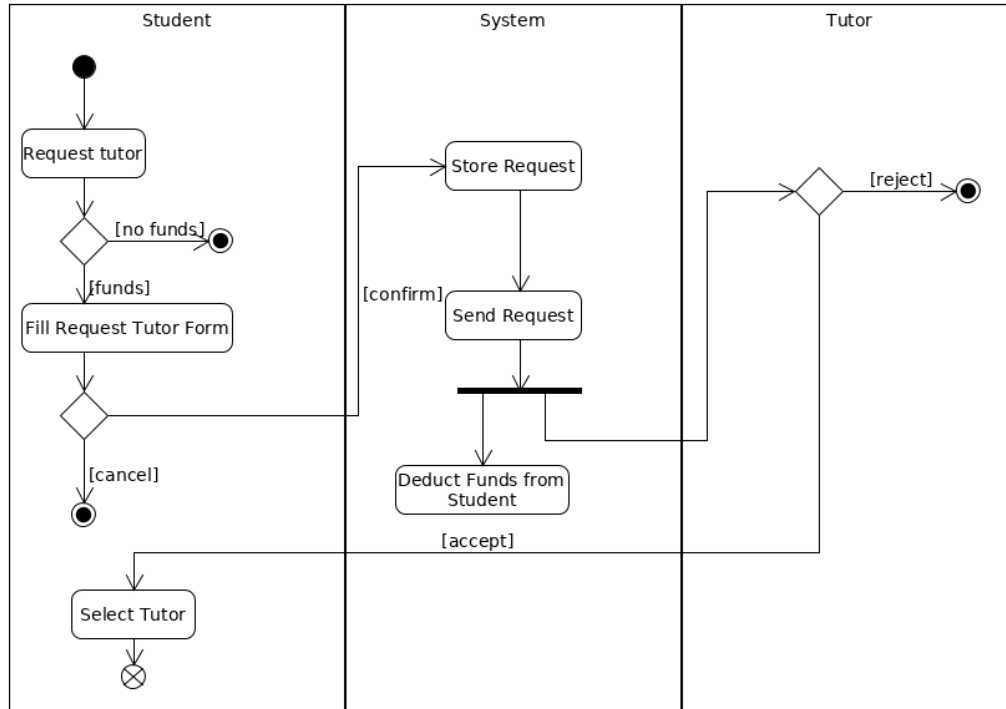 Student
System
Tutor
Request tutor
[no funds]
[funds]
Fill Request Tutor Form
[cancel]
[confirm]
Store Request
Send Request
Deduct Funds from
Student
[reject]
[accept]
Select Tutor